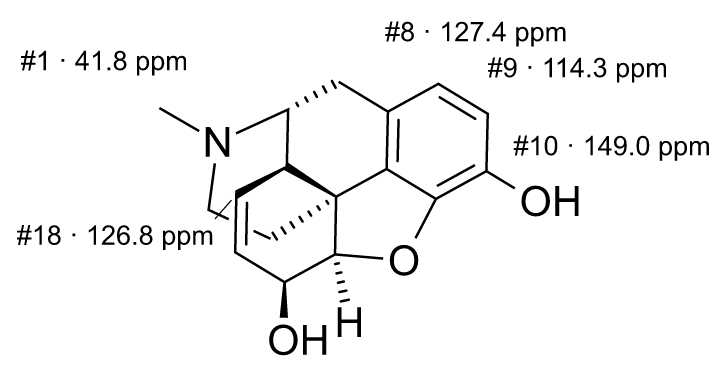 #8 · 127.4 ppm
#1 · 41.8 ppm
#9 · 114.3 ppm
N
#10 · 149.0 ppm
OH
#18 · 126.8 ppm
O
H
OH